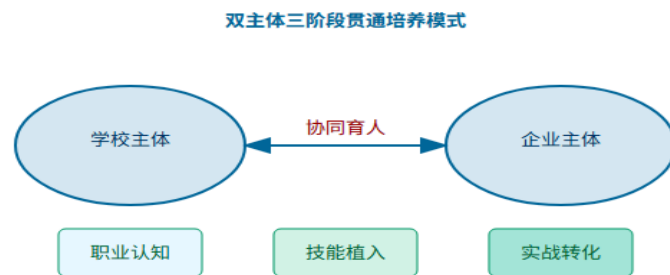 双主体三阶段贯通培养模式
协同育人
学校主体
企业主体
职业认知
技能植入
实战转化